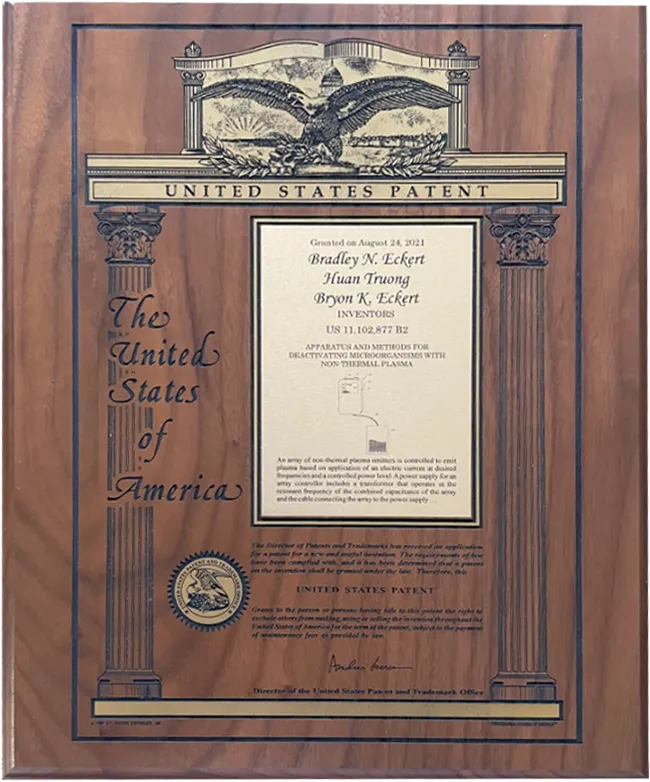 UNITED STATES PATENT
The
United
States
of
America
Granted on August 24, 2021
Bradley N. Eckert
Huan Truong
Bryon K. Eckert
INVENTORS
US 11,102,877 B2
APPARATUS AND METHODS FOR
DEACTIVATING MICROORGANISMS WITH
NON-THERMAL PLASMA
An array of non-thermal plasma emitters is controlled to emit
plasma based on application of an electric current at desired
frequencies and a controlled power level. A power supply for an
array controller includes a transformer that operates at the
resonant frequency of the combined capacitance of the array
and the cable connecting the array to the power supply . . .
The Director of Patents and Trademarks has received an application
for a patent for a new and useful invention. The requirements of law
have been complied with, and it has been determined that a patent
on the invention shall be granted under the law. Therefore, this
UNITED STATES PATENT
Grants to the person or persons having title to this patent the right to
exclude others from making, using or selling the invention throughout the
United States of America for the term of the patent, subject to the payment
of maintenance fees as provided by law.
Director of the United States Patent and Trademark Office